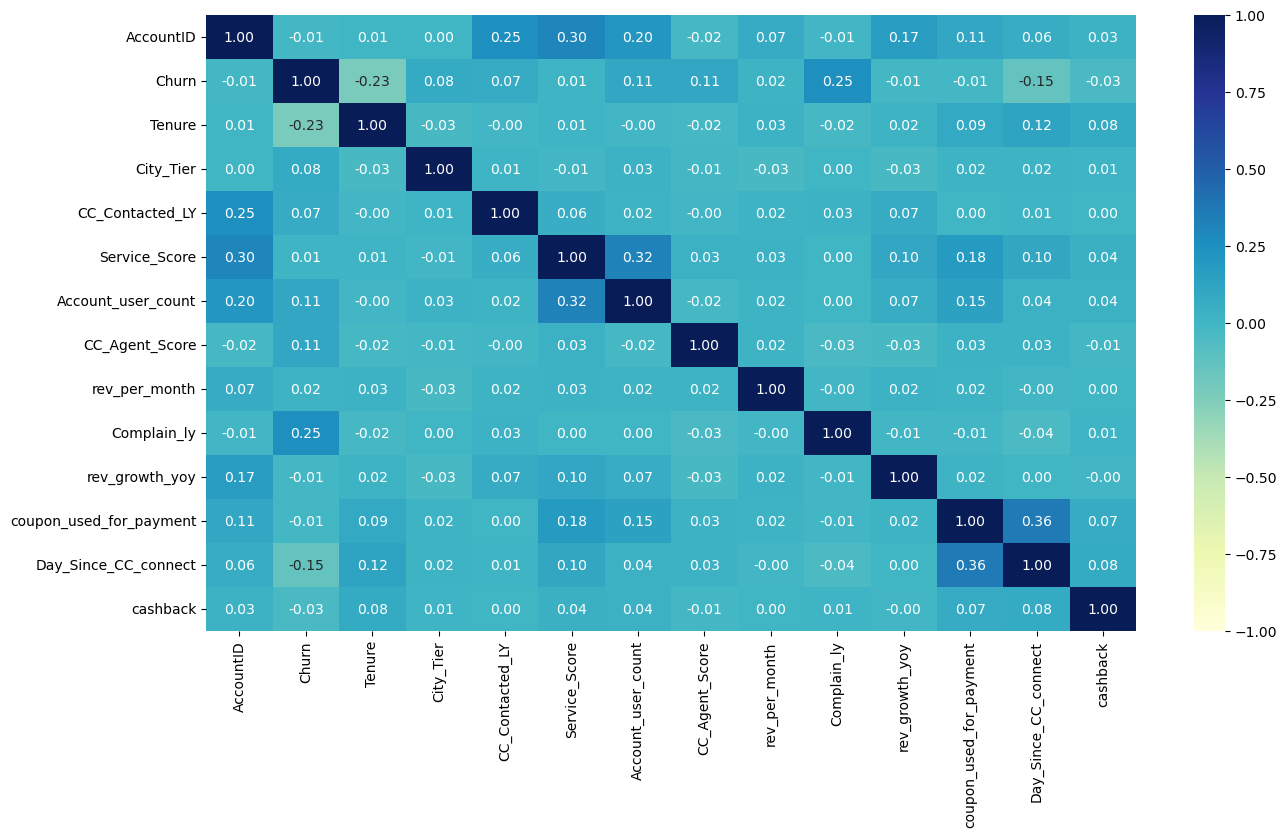 AccountID 1.00 -0.01 0.01 0.00 0.25 0.30 0.20 -0.02 0.07 -0.01 0.17 0.11 0.06 0.03
Churn -0.01 1.00 -0.23 0.08 0.07 0.01 0.11 0.11 0.02 0.25 -0.01 -0.01 -0.15 -0.03
Tenure 0.01 -0.23 1.00 -0.03 -0.00 0.01 -0.00 -0.02 0.03 -0.02 0.02 0.09 0.12 0.08
City_Tier 0.00 0.08 -0.03 1.00 0.01 -0.01 0.03 -0.01 -0.03 0.00 -0.03 0.02 0.02 0.01
CC_Contacted_LY 0.25 0.07 -0.00 0.01 1.00 0.06 0.02 -0.00 0.02 0.03 0.07 0.00 0.01 0.00
Service_Score 0.30 0.01 0.01 -0.01 0.06 1.00 0.32 0.03 0.03 0.00 0.10 0.18 0.10 0.04
Account_user_count 0.20 0.11 -0.00 0.03 0.02 0.32 1.00 -0.02 0.02 0.00 0.07 0.15 0.04 0.04
CC_Agent_Score -0.02 0.11 -0.02 -0.01 -0.00 0.03 -0.02 1.00 0.02 -0.03 -0.03 0.03 0.03 -0.01
rev_per_month 0.07 0.02 0.03 -0.03 0.02 0.03 0.02 0.02 1.00 -0.00 0.02 0.02 -0.00 0.00
Complain_ly -0.01 0.25 -0.02 0.00 0.03 0.00 0.00 -0.03 -0.00 1.00 -0.01 -0.01 -0.04 0.01
rev_growth_yoy 0.17 -0.01 0.02 -0.03 0.07 0.10 0.07 -0.03 0.02 -0.01 1.00 0.02 0.00 -0.00
coupon_used_for_payment 0.11 -0.01 0.09 0.02 0.00 0.18 0.15 0.03 0.02 -0.01 0.02 1.00 0.36 0.07
Day_Since_CC_connect 0.06 -0.15 0.12 0.02 0.01 0.10 0.04 0.03 -0.00 -0.04 0.00 0.36 1.00 0.08
cashback 0.03 -0.03 0.08 0.01 0.00 0.04 0.04 -0.01 0.00 0.01 -0.00 0.07 0.08 1.00
AccountID
Churn
Tenure
City_Tier
CC_Contacted_LY
Service_Score
Account_user_count
CC_Agent_Score
rev_per_month
Complain_ly
rev_growth_yoy
coupon_used_for_payment
Day_Since_CC_connect
cashback
1.00
0.75
0.50
0.25
0.00
−0.25
−0.50
−0.75
−1.00